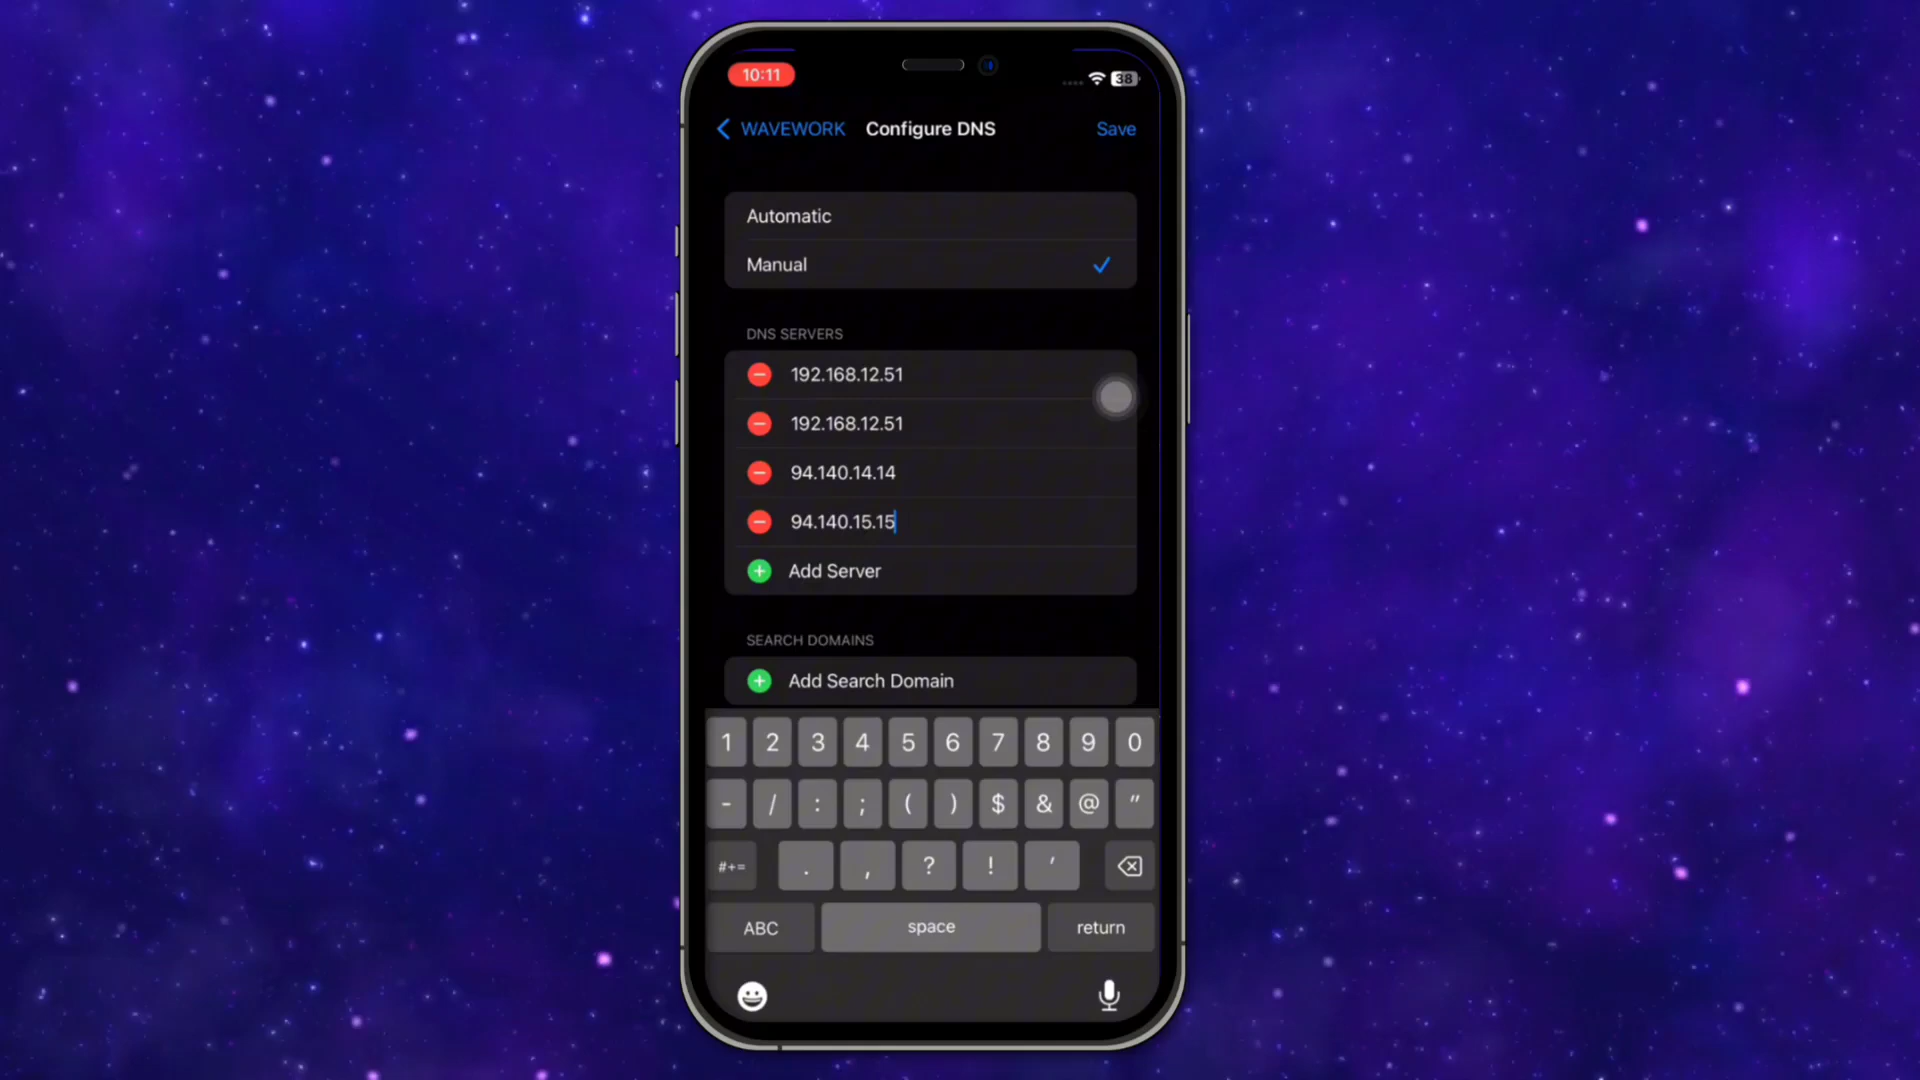 10:11
38
WAVEWORK Configure DNS Save
Automatic
Manual
DNS SERVERS
192.168.12.51
192.168.12.51
94.140.14.14
94.140.15.15
Add Server
SEARCH DOMAINS
Add Search Domain
1 2 3 4 5 6 7 8 9 0
- / : ; ( ) $ & @ "
#+= . , ? ! '
ABC space return